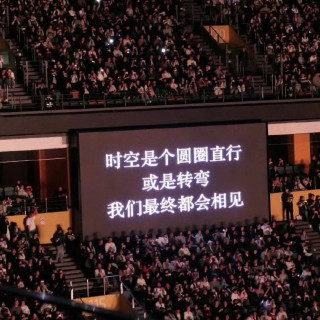 时空是个圆圈直行
或是转弯
我们最终都会相见